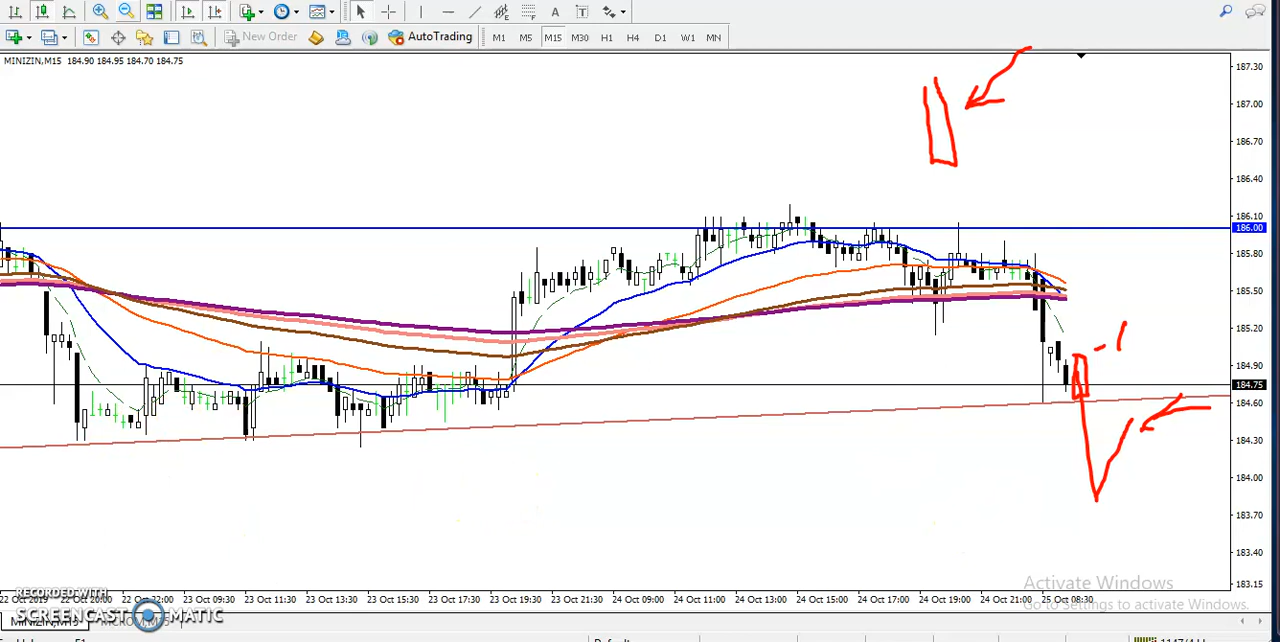 New Order
AutoTrading
M1 M5 M15 M30 H1 H4 D1 W1 MN
MINIZIN,M15 184.90 184.95 184.70 184.75
187.30
187.00
186.70
186.40
186.10
186.00
185.80
185.50
185.20
184.90
184.75
184.60
184.30
184.00
183.70
183.40
183.15
Activate Windows
Go to Settings to activate Windows.
22 Oct 2019 22 Oct 20:00 22 Oct 22:00 23 Oct 09:30 23 Oct 11:30 23 Oct 13:30 23 Oct 15:30 23 Oct 17:30 23 Oct 19:30 24 Oct 09:00 24 Oct 11:00 24 Oct 13:00 24 Oct 15:00 24 Oct 17:00 24 Oct 19:00 24 Oct 21:00 25 Oct 08:30
RECORDED WITH
SCREENCAST MATIC
MINIZIN,M15